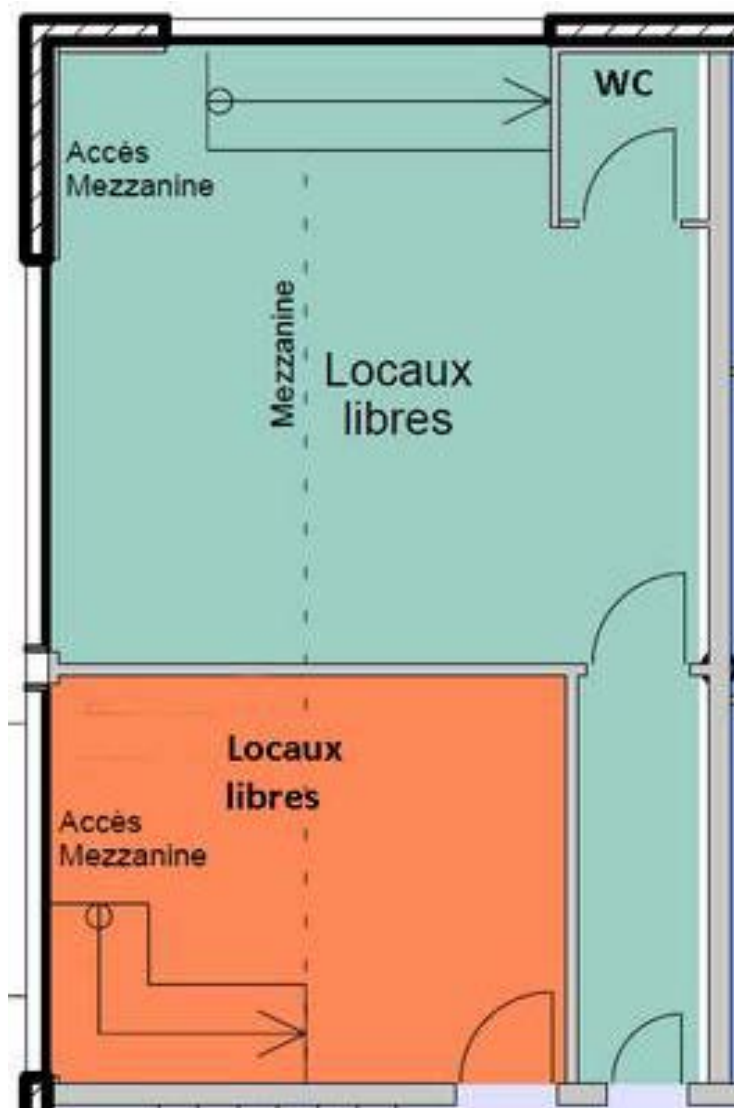 WC
Accès
Mezzanine
Mezzanine
Locaux
libres
Locaux
libres
Accès
Mezzanine